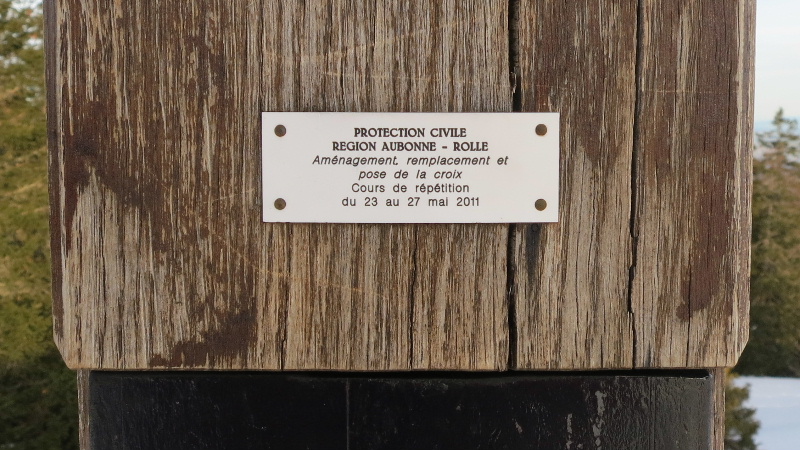 PROTECTION CIVILE
REGION AUBONNE - ROLLE
Aménagement, remplacement et
pose de la croix
Cours de répétition
du 23 au 27 mai 2011